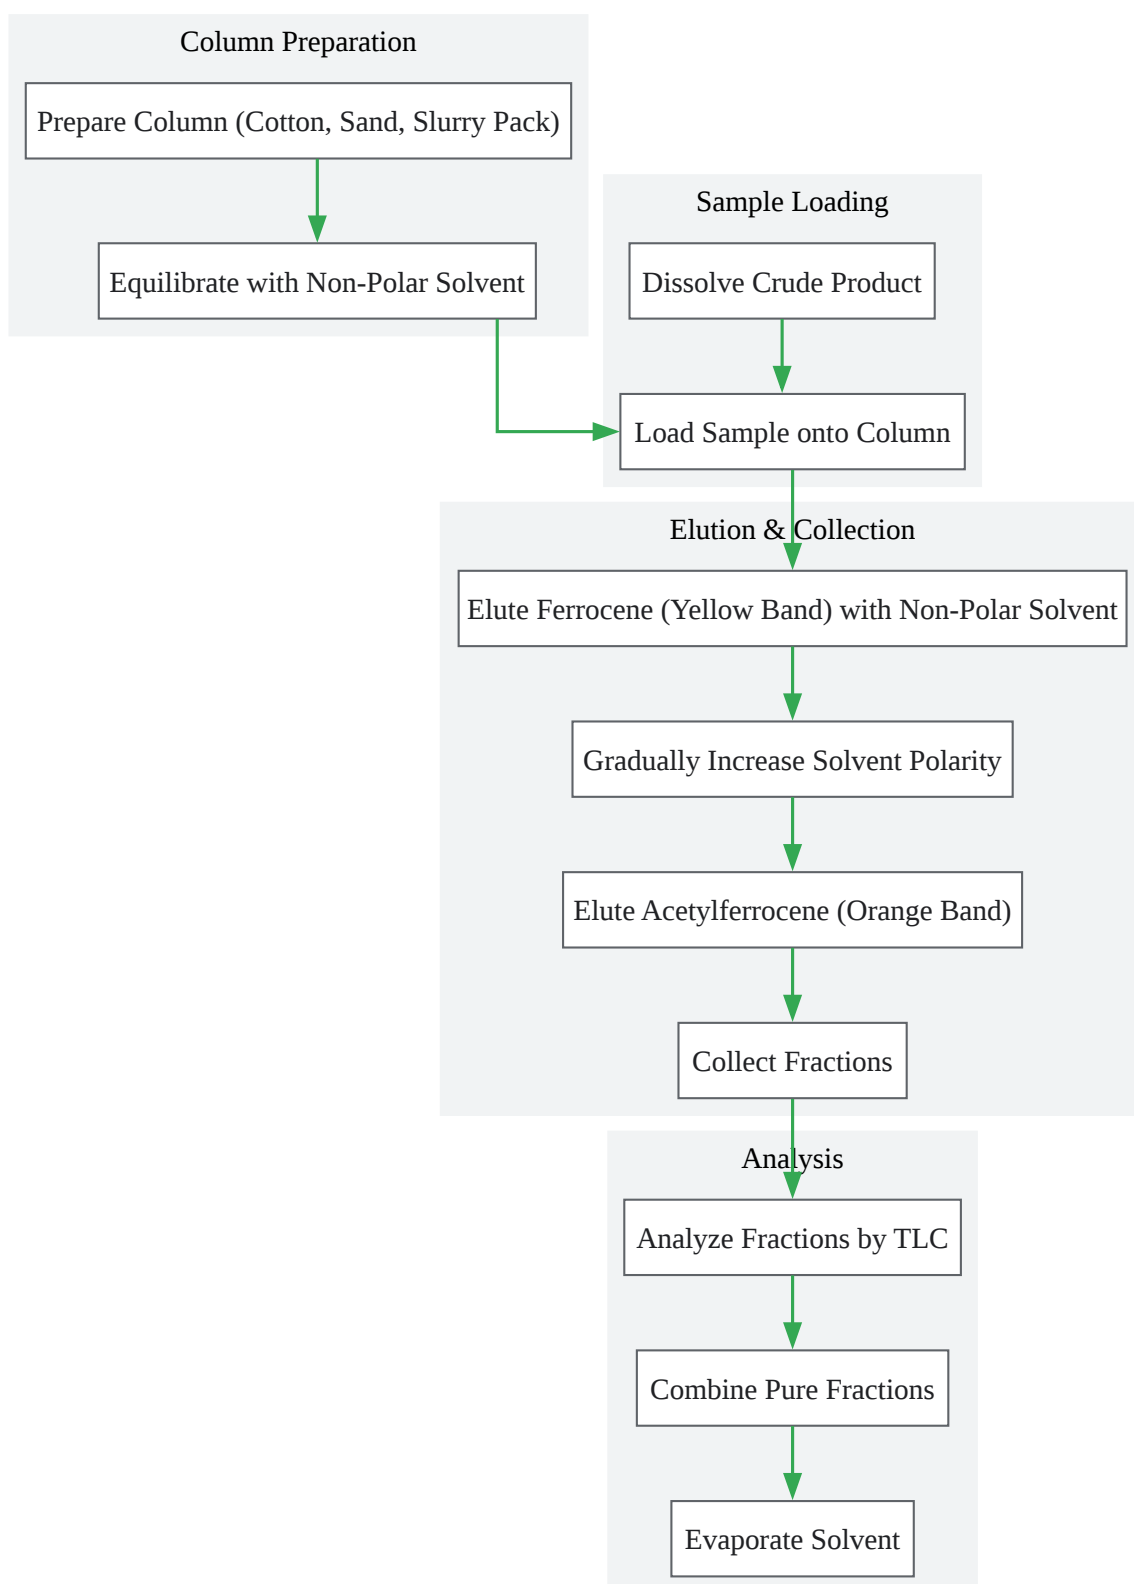 Column Preparation
Prepare Column (Cotton, Sand, Slurry Pack)
Equilibrate with Non-Polar Solvent
Sample Loading
Dissolve Crude Product
Load Sample onto Column
Elution & Collection
Elute Ferrocene (Yellow Band) with Non-Polar Solvent
Gradually Increase Solvent Polarity
Elute Acetylferrocene (Orange Band)
Collect Fractions
Analysis
Analyze Fractions by TLC
Combine Pure Fractions
Evaporate Solvent